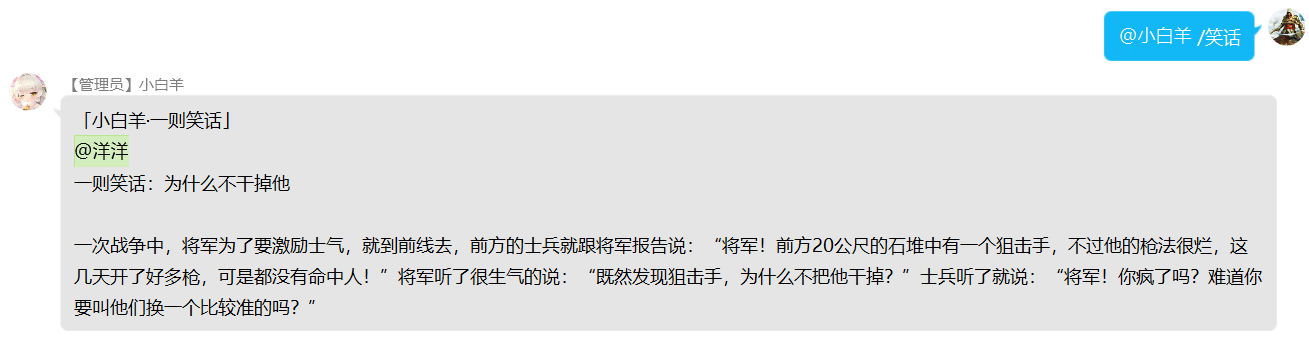 @小白羊 /笑话
【管理员】小白羊
「小白羊·一则笑话」
@洋洋
一则笑话：为什么不干掉他
一次战争中，将军为了要激励士气，就到前线去，前方的士兵就跟将军报告说：“将军！前方20公尺的石堆中有一个狙击手，不过他的枪法很烂，这
几天开了好多枪，可是都没有命中人！”将军听了很生气的说：“既然发现狙击手，为什么不把他干掉？”士兵听了就说：“将军！你疯了吗？难道你
要叫他们换一个比较准的吗？”